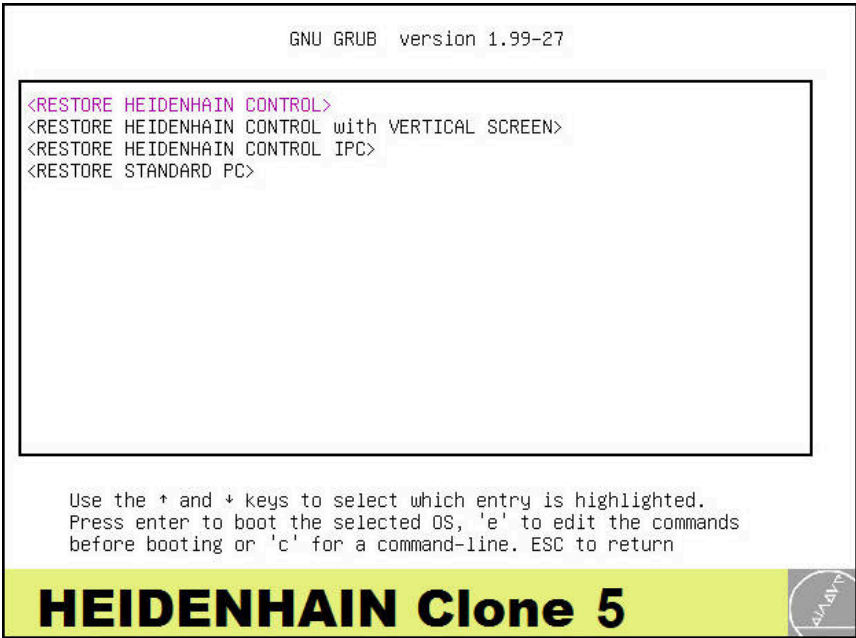 GNU GRUB  version 1.99-27
<RESTORE HEIDENHAIN CONTROL>
<RESTORE HEIDENHAIN CONTROL with VERTICAL SCREEN>
<RESTORE HEIDENHAIN CONTROL IPC>
<RESTORE STANDARD PC>
Use the ↑ and ↓ keys to select which entry is highlighted.
Press enter to boot the selected OS, 'e' to edit the commands
before booting or 'c' for a command-line. ESC to return
HEIDENHAIN Clone 5